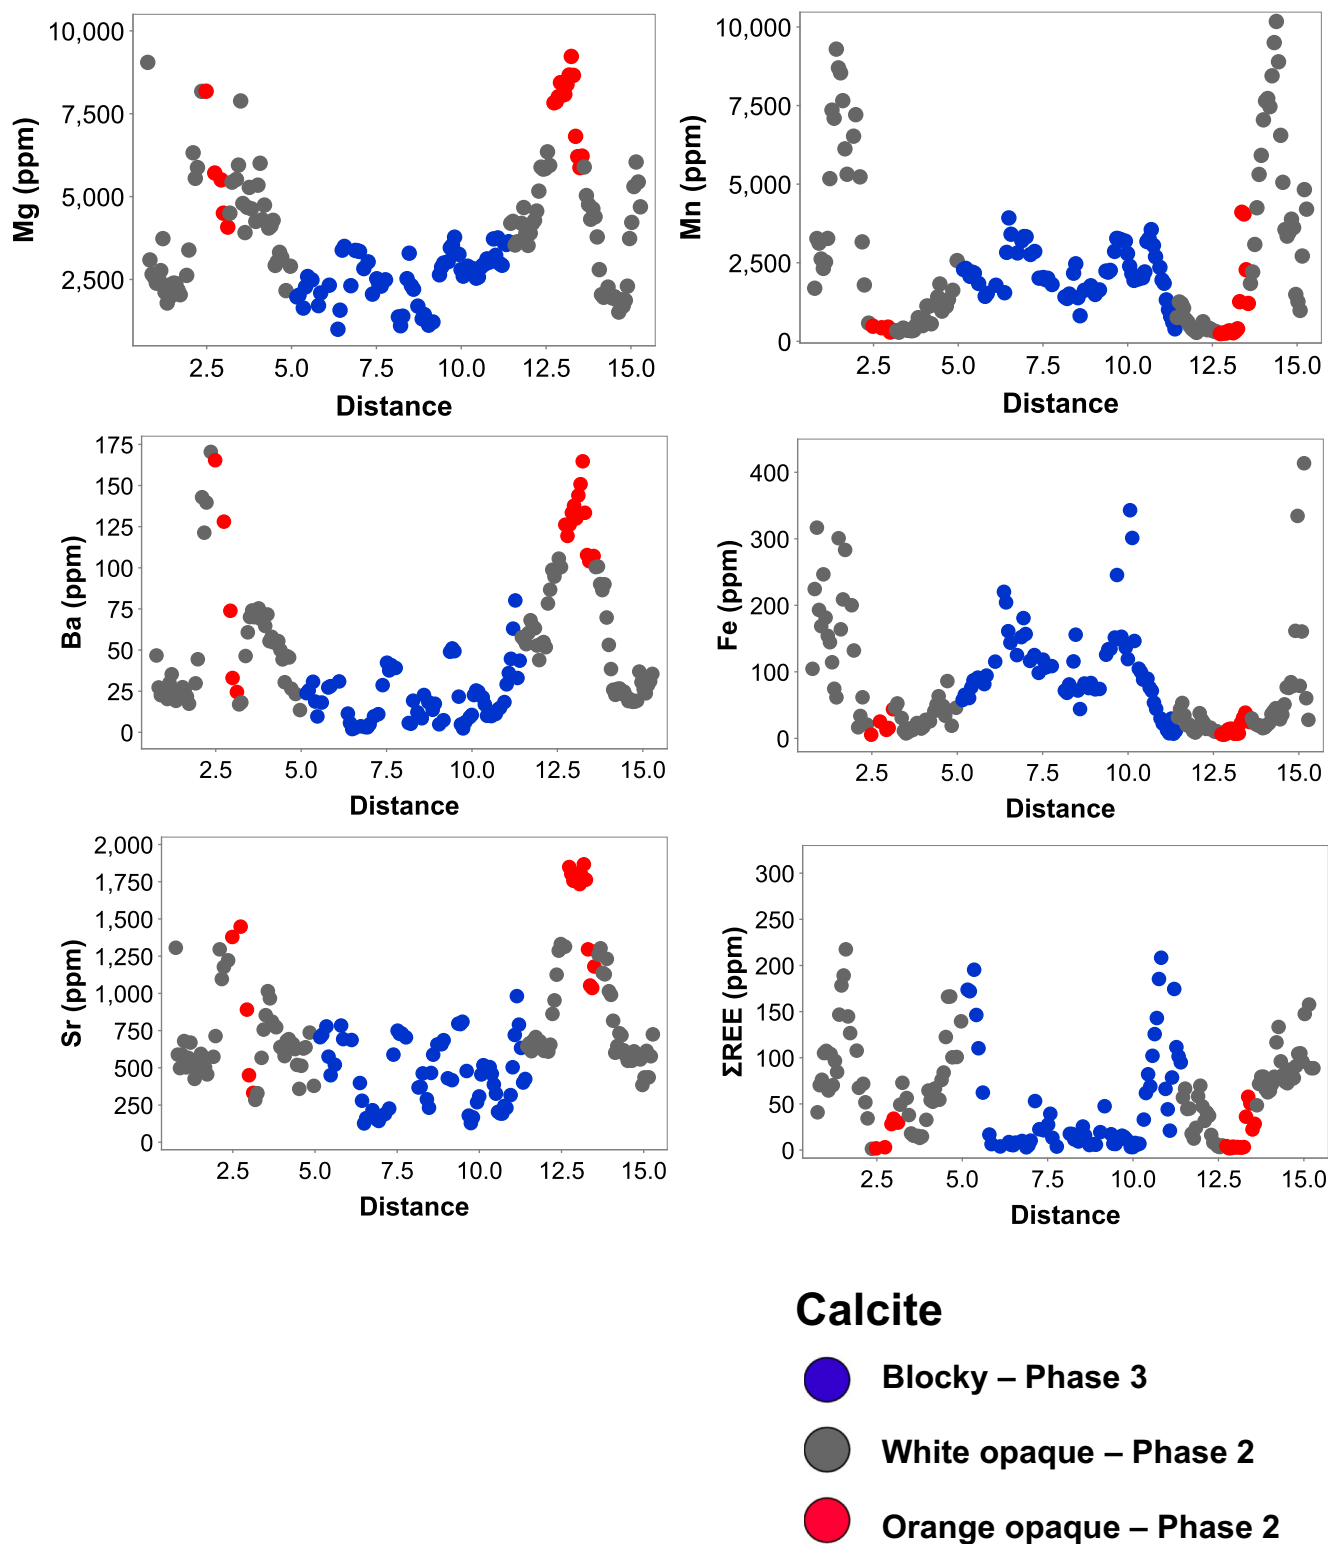 10,000
7,500
5,000
2,500
Mg (ppm)
2.5 5.0 7.5 10.0 12.5 15.0
Distance
10,000
7,500
5,000
2,500
0
Mn (ppm)
2.5 5.0 7.5 10.0 12.5 15.0
Distance
175
150
125
100
75
50
25
0
Ba (ppm)
2.5 5.0 7.5 10.0 12.5 15.0
Distance
400
300
200
100
0
Fe (ppm)
2.5 5.0 7.5 10.0 12.5 15.0
Distance
2,000
1,750
1,500
1,250
1,000
750
500
250
0
Sr (ppm)
2.5 5.0 7.5 10.0 12.5 15.0
Distance
300
250
200
150
100
50
0
ΣREE (ppm)
2.5 5.0 7.5 10.0 12.5 15.0
Distance
Calcite
Blocky – Phase 3
White opaque – Phase 2
Orange opaque – Phase 2